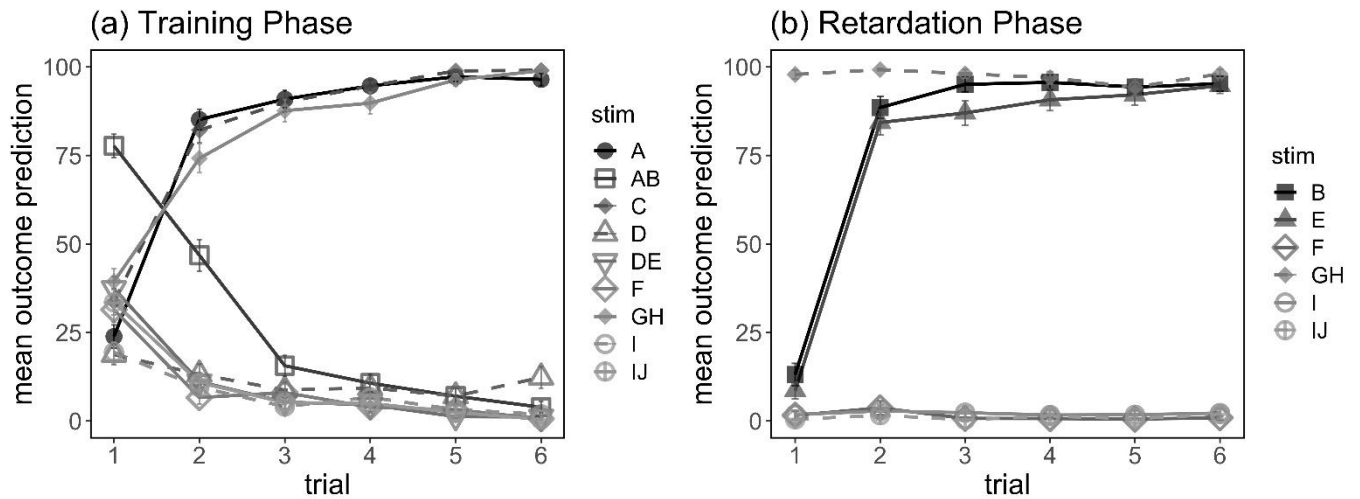 (a) Training Phase
mean outcome prediction
100
75
50
25
0
1 2 3 4 5 6
trial
stim
A
AB
C
D
DE
F
GH
I
IJ
(b) Retardation Phase
mean outcome prediction
100
75
50
25
0
1 2 3 4 5 6
trial
stim
B
E
F
GH
I
IJ